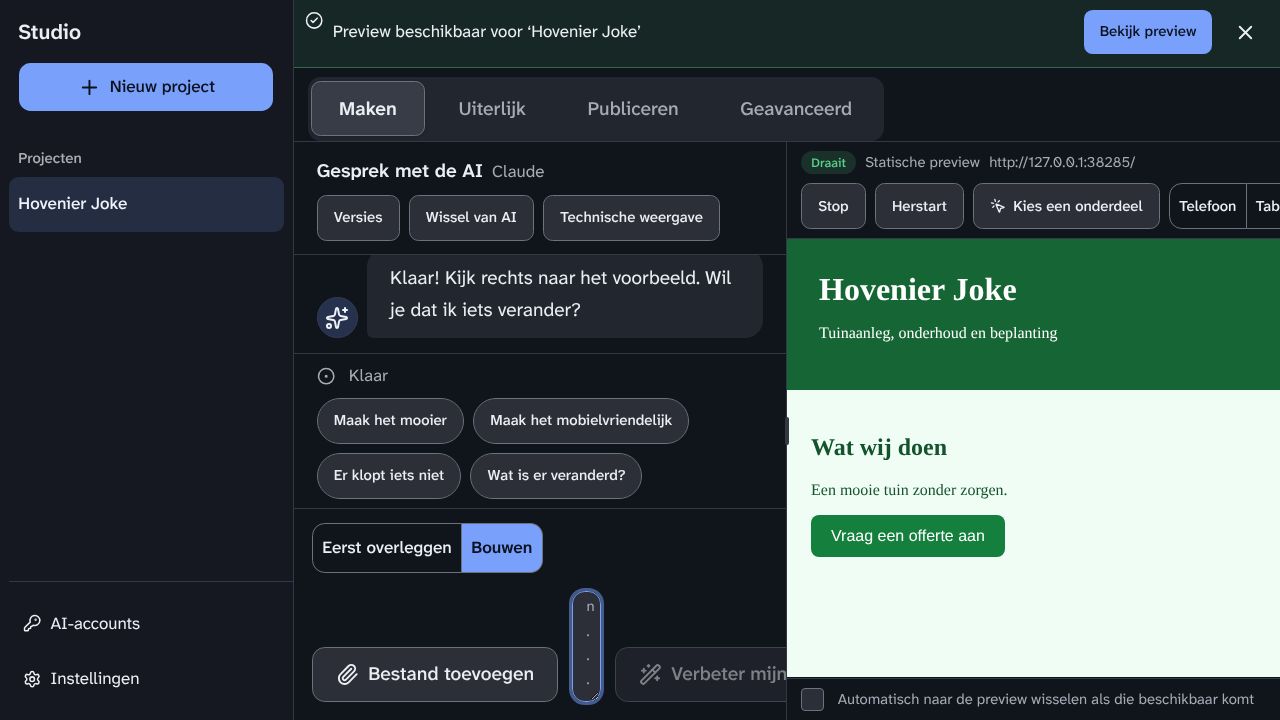 Studio
Nieuw project
Projecten
Hovenier Joke
AI-accounts
Instellingen
Preview beschikbaar voor ‘Hovenier Joke’
Bekijk preview
Maken
Uiterlijk
Publiceren
Geavanceerd
Gesprek met de AI Claude
Versies
Wissel van AI
Technische weergave
Klaar! Kijk rechts naar het voorbeeld. Wil
je dat ik iets verander?
Klaar
Maak het mooier
Maak het mobielvriendelijk
Er klopt iets niet
Wat is er veranderd?
Eerst overleggen
Bouwen
Bestand toevoegen
n
.
.
.
Verbeter mijn
Draait
Statische preview
http://127.0.0.1:38285/
Stop
Herstart
Kies een onderdeel
Telefoon
Tab
Hovenier Joke
Tuinaanleg, onderhoud en beplanting
Wat wij doen
Een mooie tuin zonder zorgen.
Vraag een offerte aan
Automatisch naar de preview wisselen als die beschikbaar komt